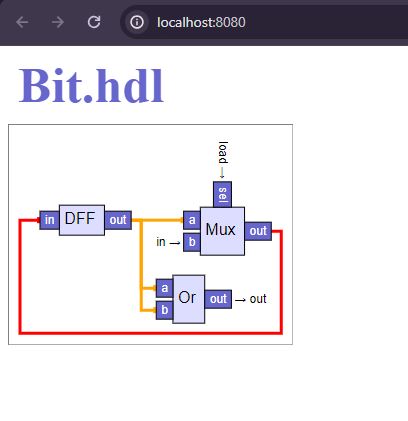 localhost:8080
Bit.hdl
load →
sel
in DFF out
a Mux out
in → b
a Or out → out
b